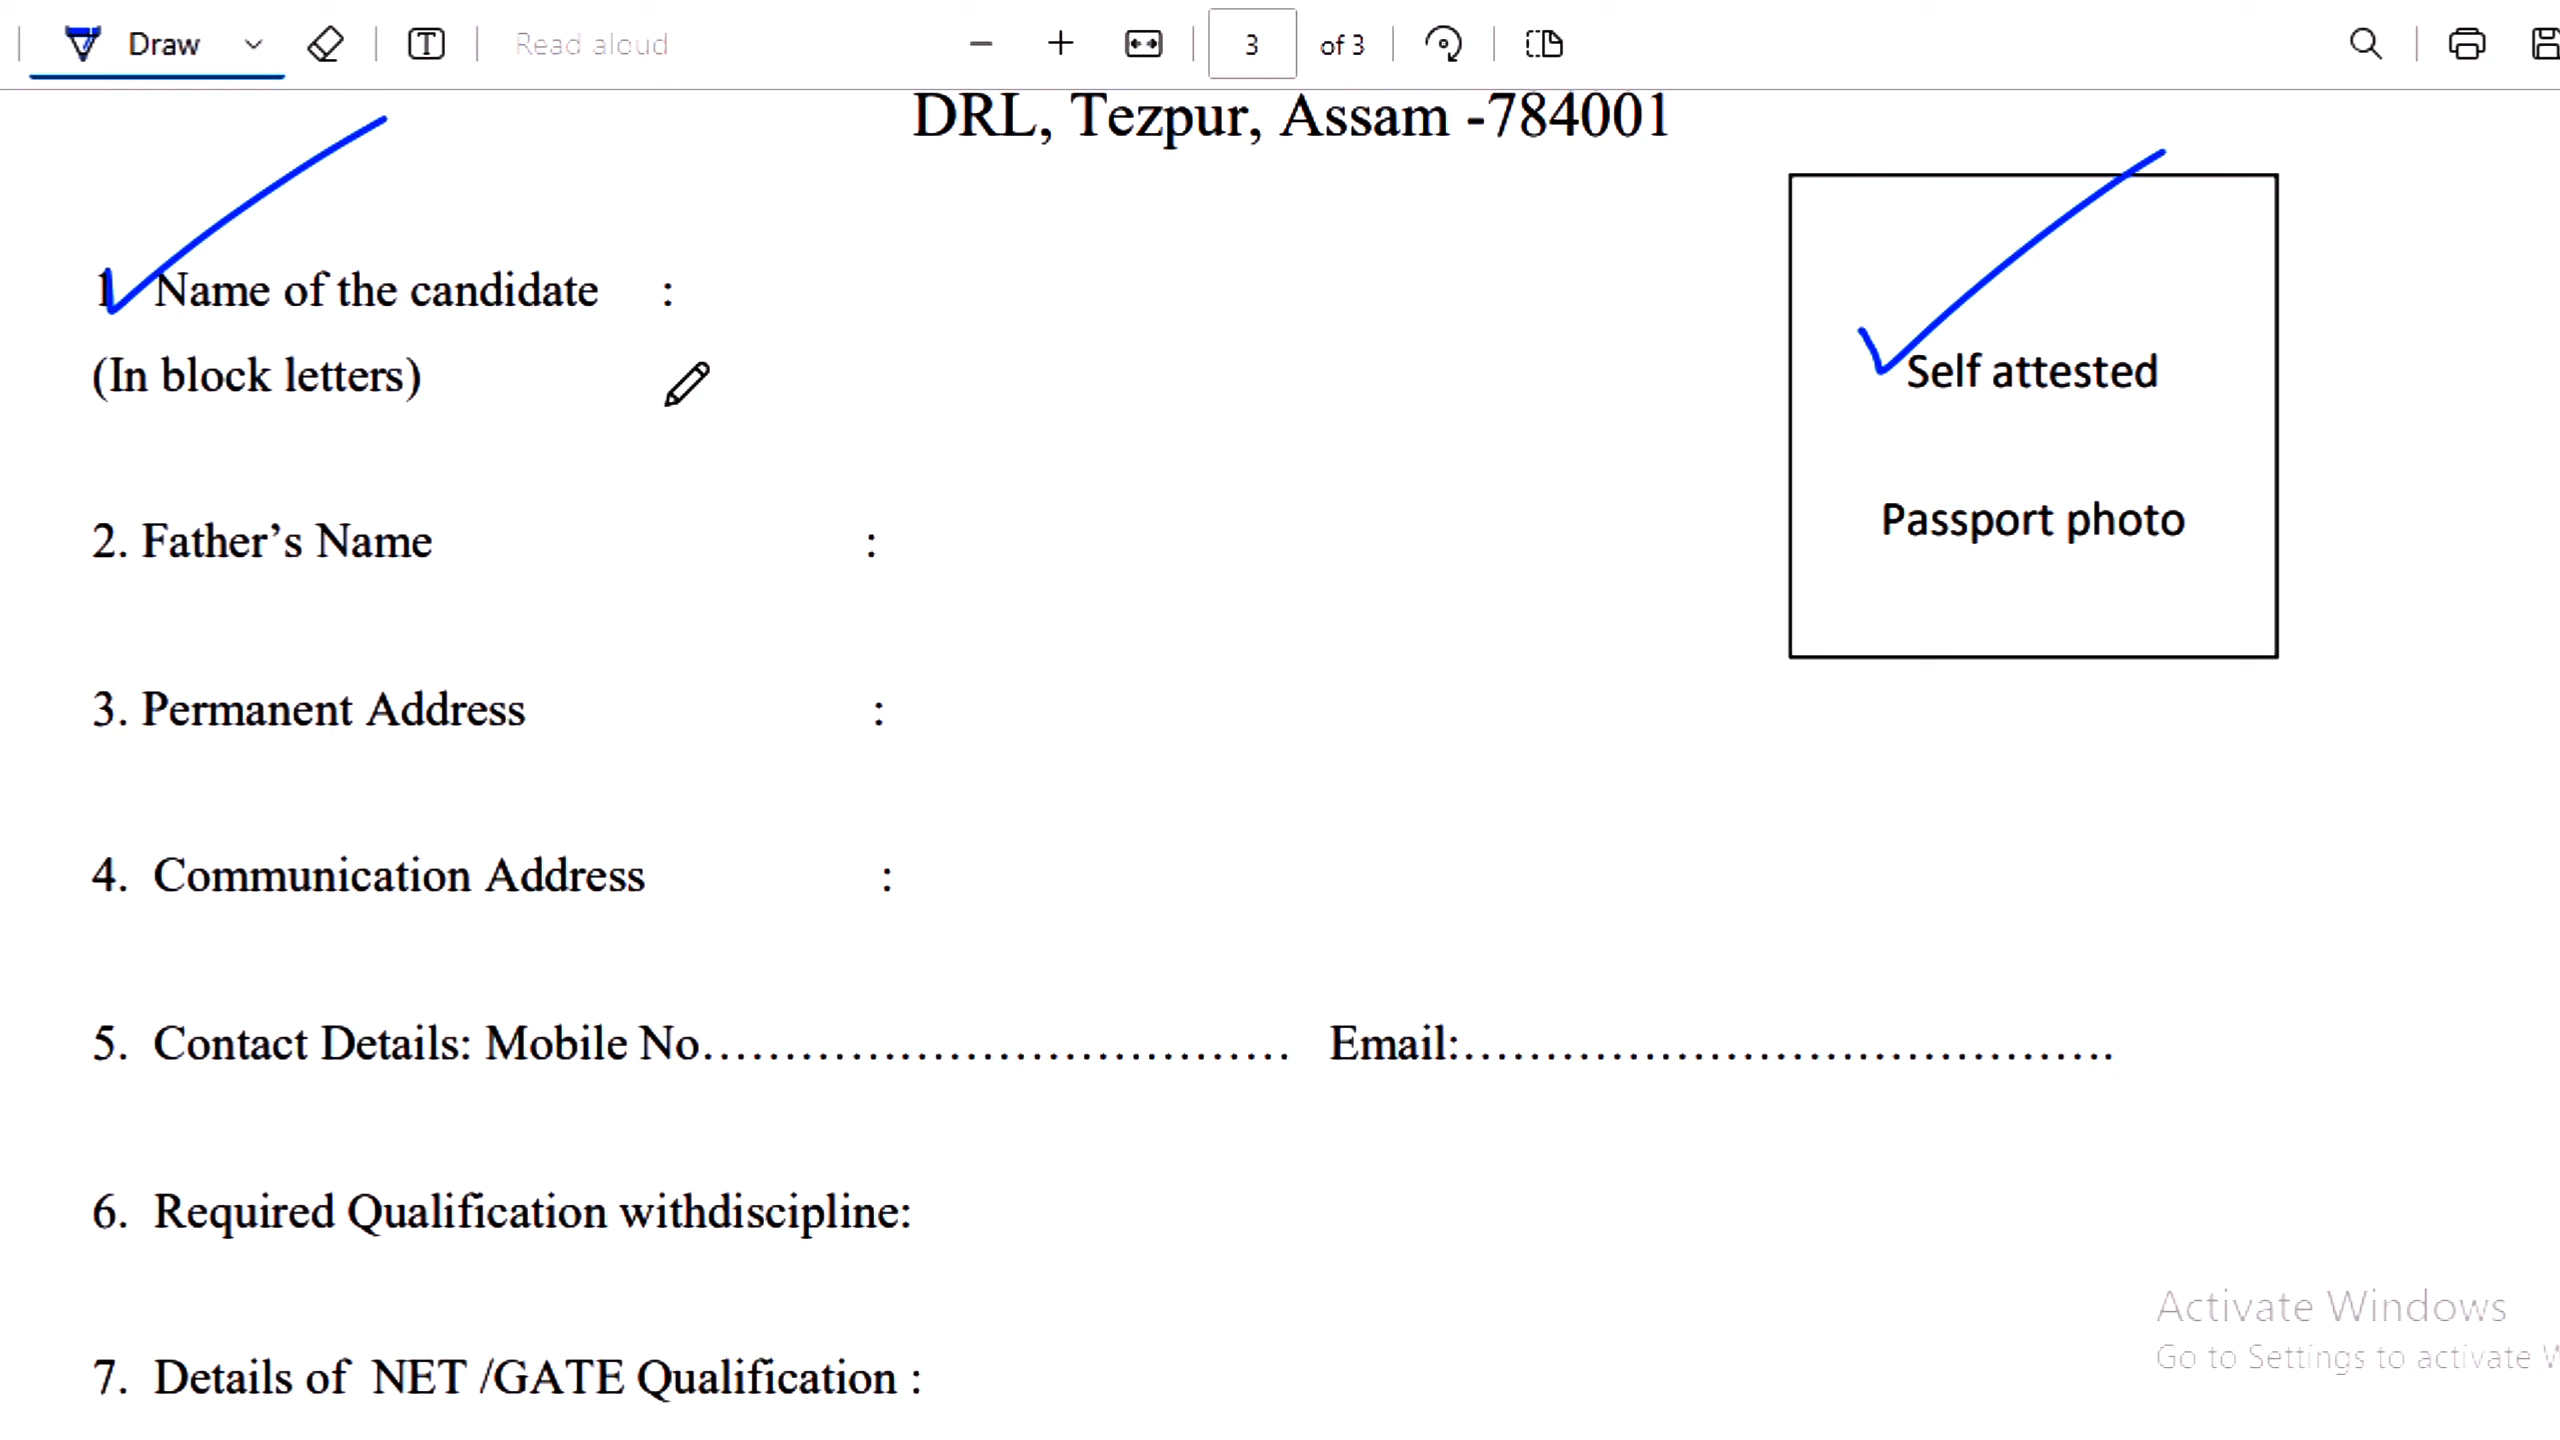 Draw Read aloud 3 of 3
DRL, Tezpur, Assam -784001
1 Name of the candidate :
(In block letters)
Self attested
Passport photo
2. Father’s Name :
3. Permanent Address :
4. Communication Address :
5. Contact Details: Mobile No.................................... Email:........................................
6. Required Qualification withdiscipline:
7. Details of NET /GATE Qualification :
Activate Windows
Go to Settings to activate W